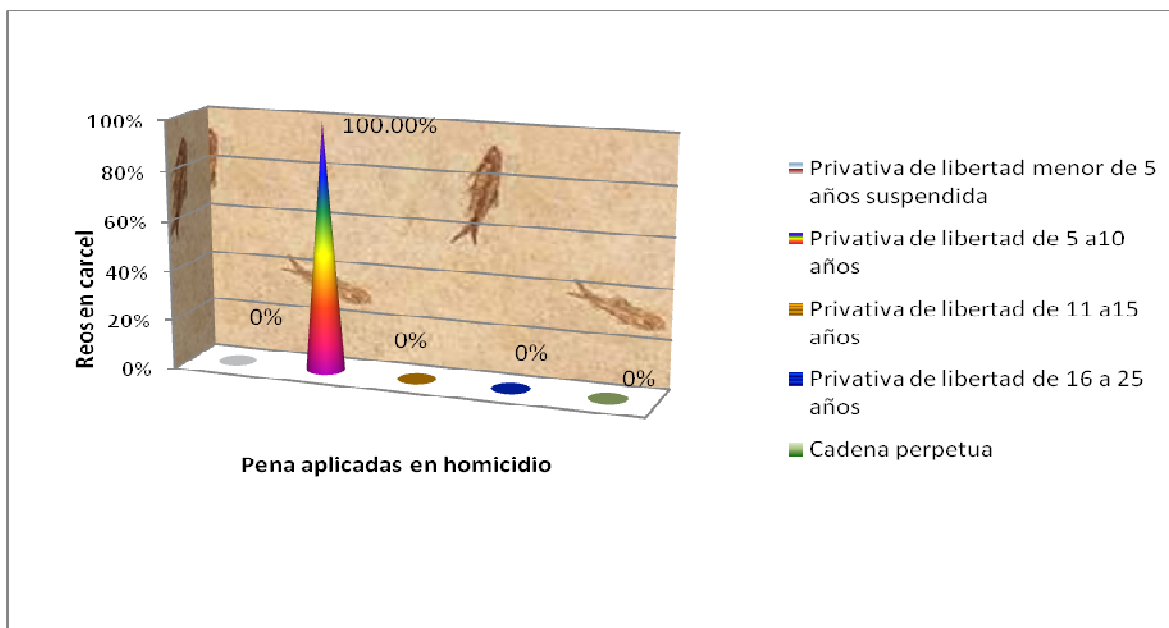 100%
80%
60%
40%
20%
0%
Reos en carcel
100.00%
0%
0%
0%
0%
Pena aplicadas en homicidio
Privativa de libertad menor de 5
años suspendida
Privativa de libertad de 5 a10
años
Privativa de libertad de 11 a15
años
Privativa de libertad de 16 a 25
años
Cadena perpetua